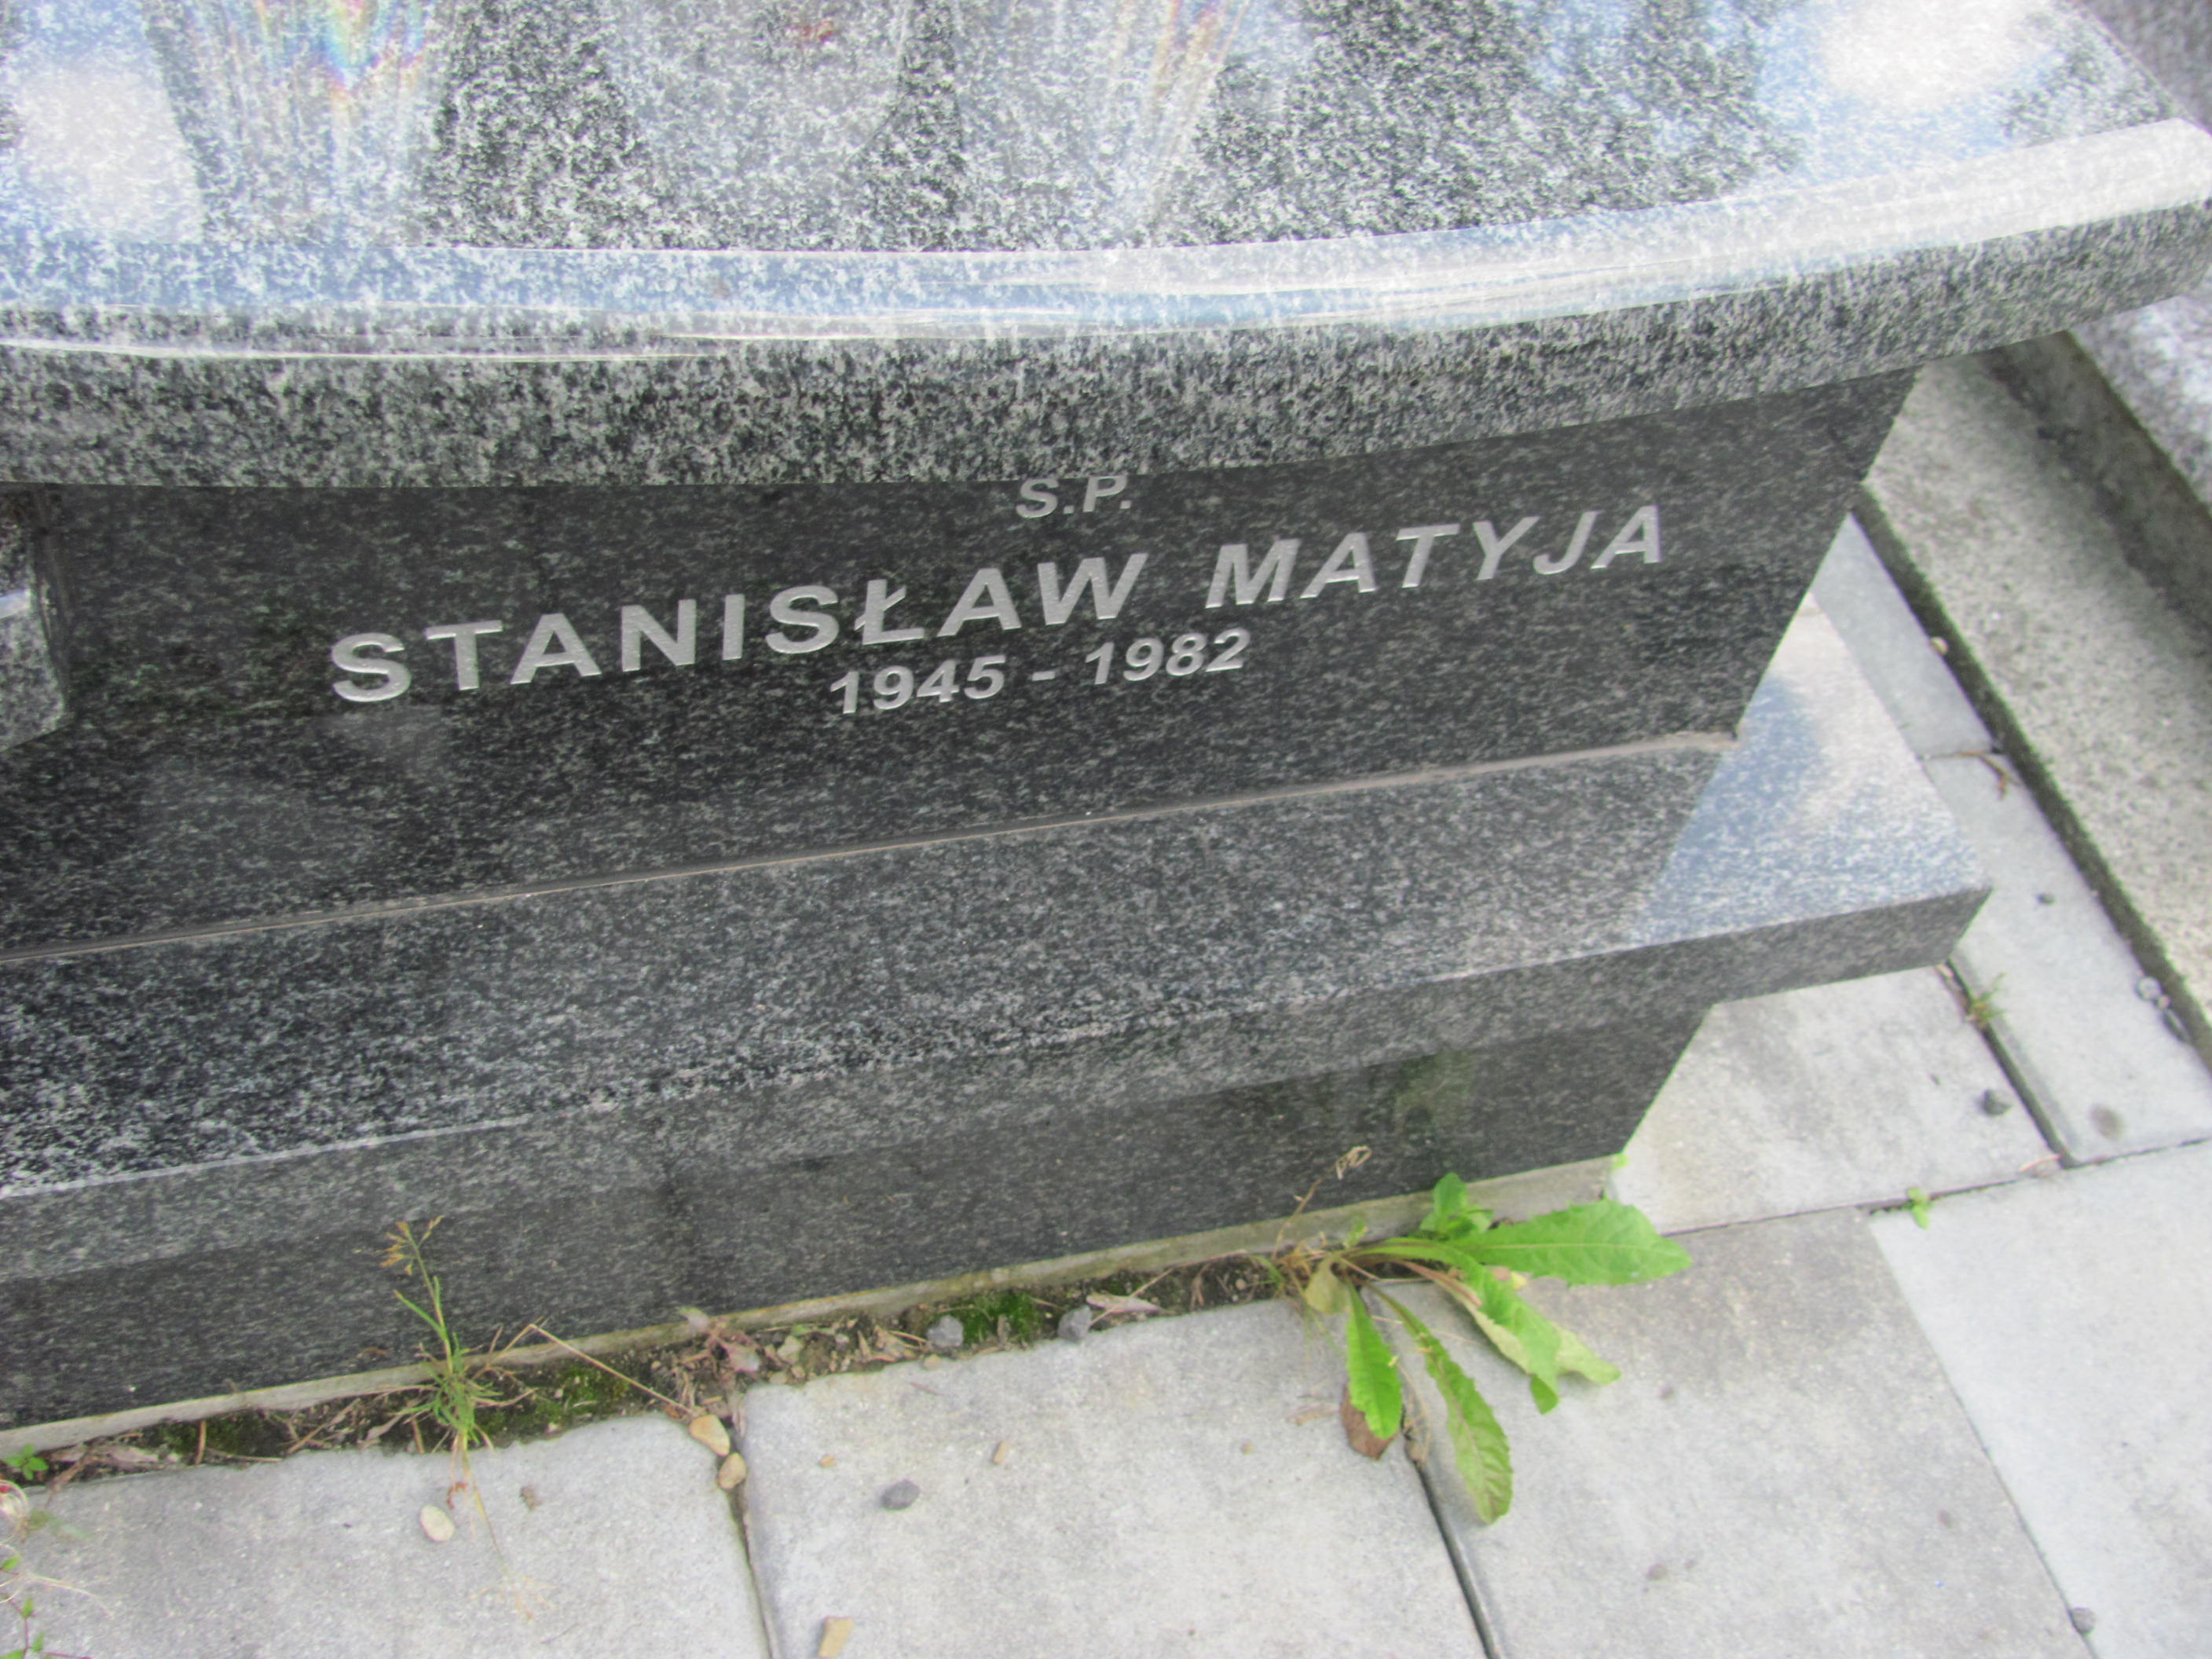 S.P.
STANISŁAW MATYJA
1945 - 1982